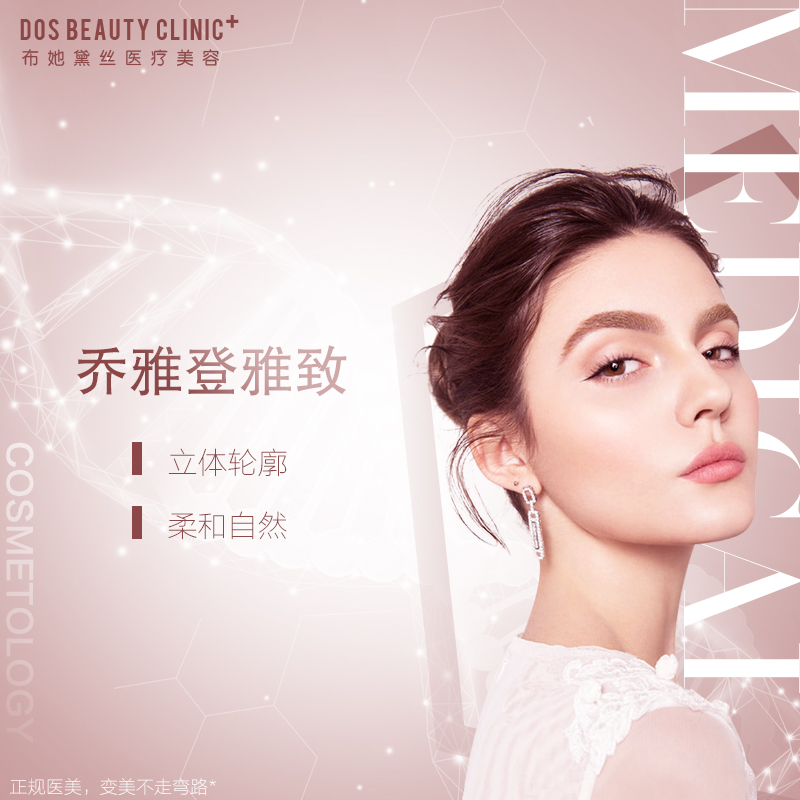 DOS BEAUTY CLINIC+
布她黛丝医疗美容
MEDICAL
乔雅登雅致
立体轮廓
柔和自然
COSMETOLOGY
正规医美，变美不走弯路*